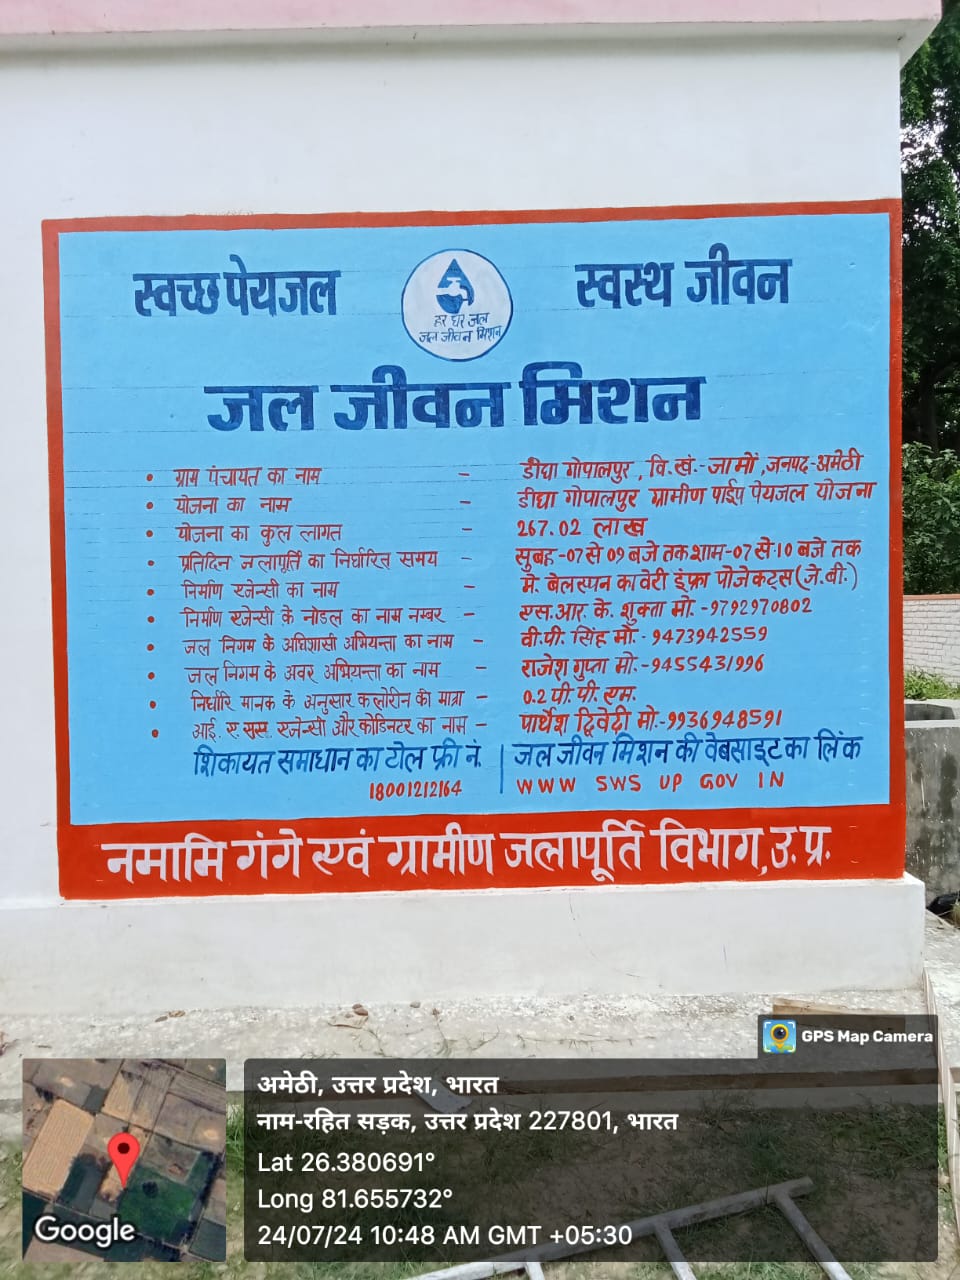 स्वच्छ पेयजल
हर घर जल
जल जीवन मिशन
स्वस्थ जीवन
जल जीवन मिशन
• ग्राम पंचायत का नाम - डीघा गोपालपुर, वि.खं.-जामों, जनपद-अमेठी
• योजना का नाम - डीघा गोपालपुर ग्रामीण पाईप पेयजल योजना
• योजना का कुल लागत - 267.02 लाख
• प्रतिदिन जलापूर्ति का निर्धारित समय - सुबह-07 से 09 बजे तक शाम-07 से 10 बजे तक
• निर्माण एजेन्सी का नाम - मे. बेलस्पन कावेरी इंफ्रा पोजेकट्स (जे.बी.)
• निर्माण एजेन्सी के नोडल का नाम नम्बर - एस.आर. के. शुक्ता मो.-9792970802
• जल निगम के अधिशासी अभियन्ता का नाम - वी.पी. सिंह मो.- 9473942559
• जल निगम के अवर अभियन्ता का नाम - राजेश गुप्ता मो.-9455431996
• निर्धारि मानक के अनुसार कलोरीन की मात्रा - 0.2 पी.पी.एम.
• आई. ए.सस. एजेन्सी और कोडिनटर का नाम - पार्थेश द्विवेदी मो.-9936948591
शिकायत समाधान का टोल फ्री नं. | जल जीवन मिशन की वेबसाइट का लिंक
18001212164 WWW SWS UP GOV IN
नमामि गंगे एवं ग्रामीण जलापूर्ति विभाग, उ.प्र.
GPS Map Camera
अमेठी, उत्तर प्रदेश, भारत
नाम-रहित सड़क, उत्तर प्रदेश 227801, भारत
Lat 26.380691°
Long 81.655732°
24/07/24 10:48 AM GMT +05:30
Google